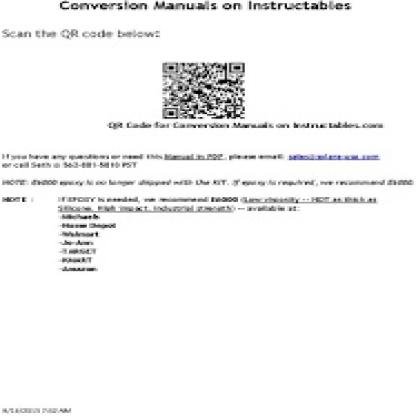 Conversion Manuals on Instructables
Scan the QR code below:
QR Code for Conversion Manuals on Instructables.com
If you have any questions or need this Manual in PDF, please email:
or call Seth @ 562-881-5810 PST
NOTE: E6000 epoxy is no longer shipped with the KIT. If epoxy is required, we recommend E6000
NOTE : If EPOXY is needed, we recommend E6000 (Low viscosity -- NOT as thick as
Silicone, High Impact, Industrial strength) -- available at:
-Michaels
-Home Depot
-Walmart
-Jo-Ann
-TARGET
-Amazon
7:02 AM